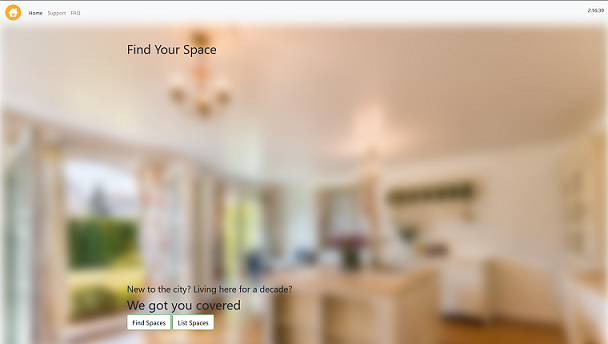 Home Support FAQ 2:16:39
Find Your Space
New to the city? Living here for a decade?
We got you covered
Find Spaces List Spaces